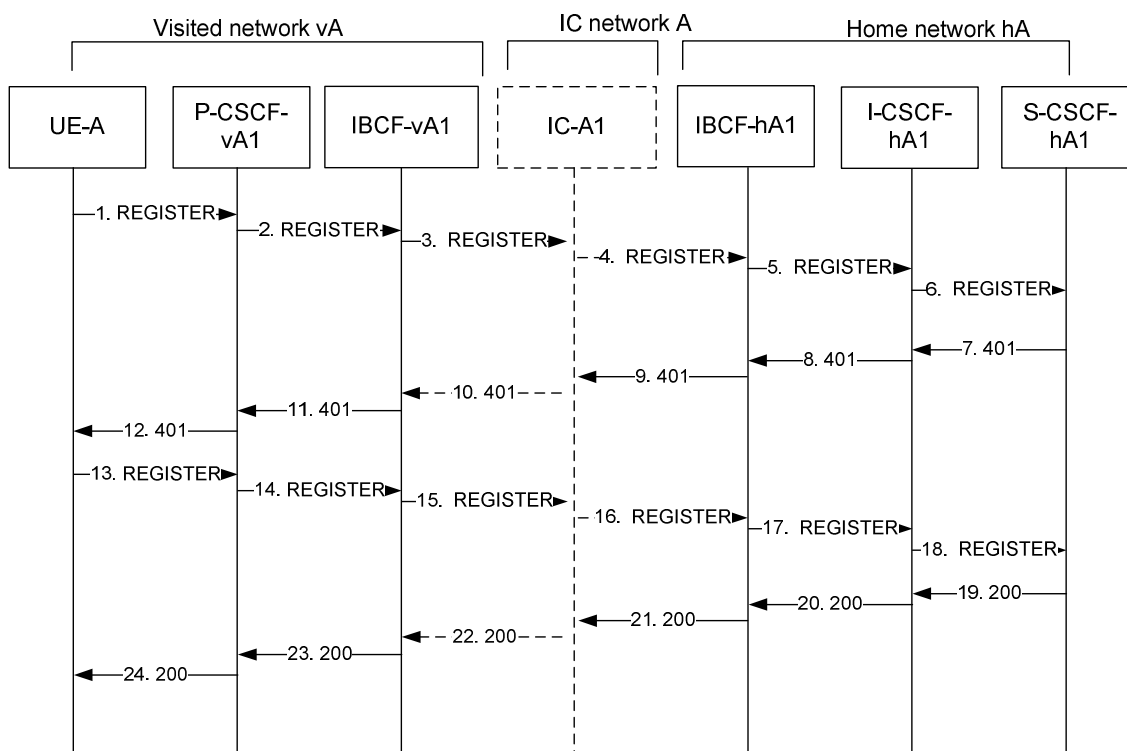 Visited network vA
IC network A
Home network hA
UE-A
P-CSCF-
vA1
IBCF-vA1
IC-A1
IBCF-hA1
I-CSCF-
hA1
S-CSCF-
hA1
1. REGISTER
2. REGISTER
3. REGISTER
4. REGISTER
5. REGISTER
6. REGISTER
7. 401
8. 401
9. 401
10. 401
11. 401
12. 401
13. REGISTER
14. REGISTER
15. REGISTER
16. REGISTER
17. REGISTER
18. REGISTER
19. 200
20. 200
21. 200
22. 200
23. 200
24. 200